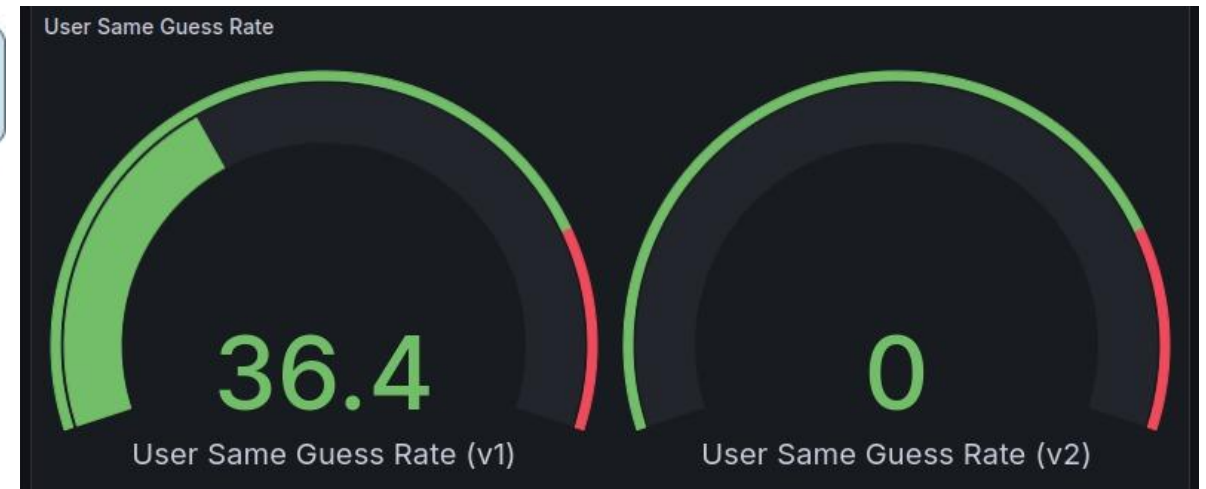 User Same Guess Rate
36.4
0
User Same Guess Rate (v1)
User Same Guess Rate (v2)